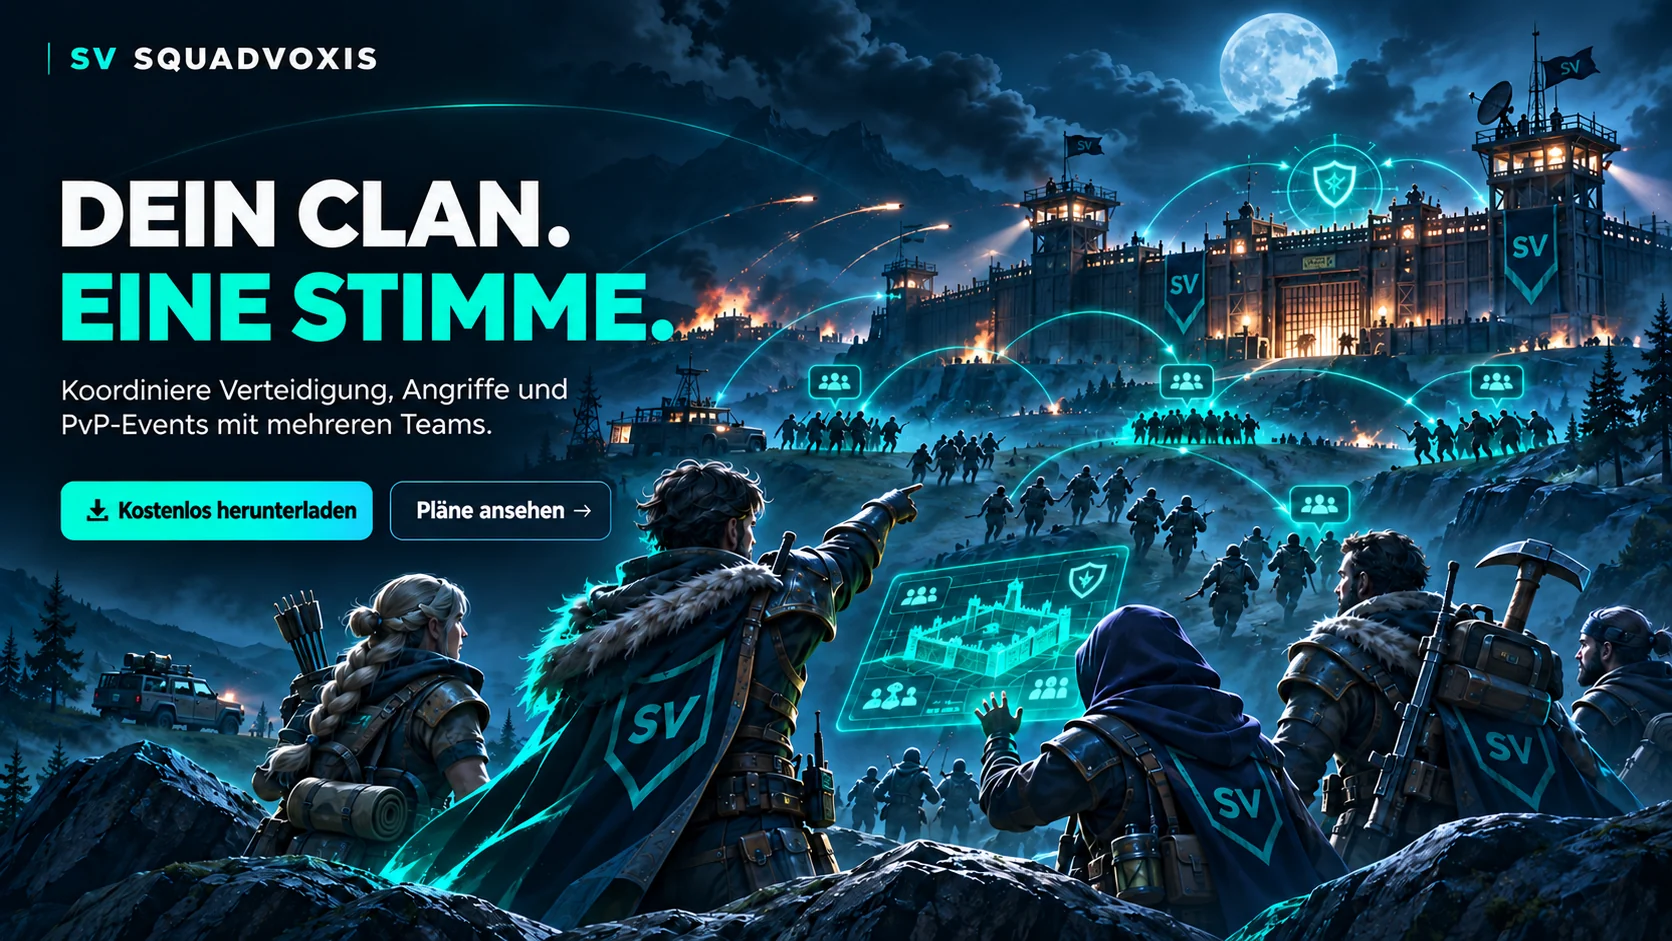 SV SQUADVOXIS
DEIN CLAN.
EINE STIMME.
Koordiniere Verteidigung, Angriffe und
PvP-Events mit mehreren Teams.
Kostenlos herunterladen
Pläne ansehen →
SV
SV
SV
SV
SV
SV
SV